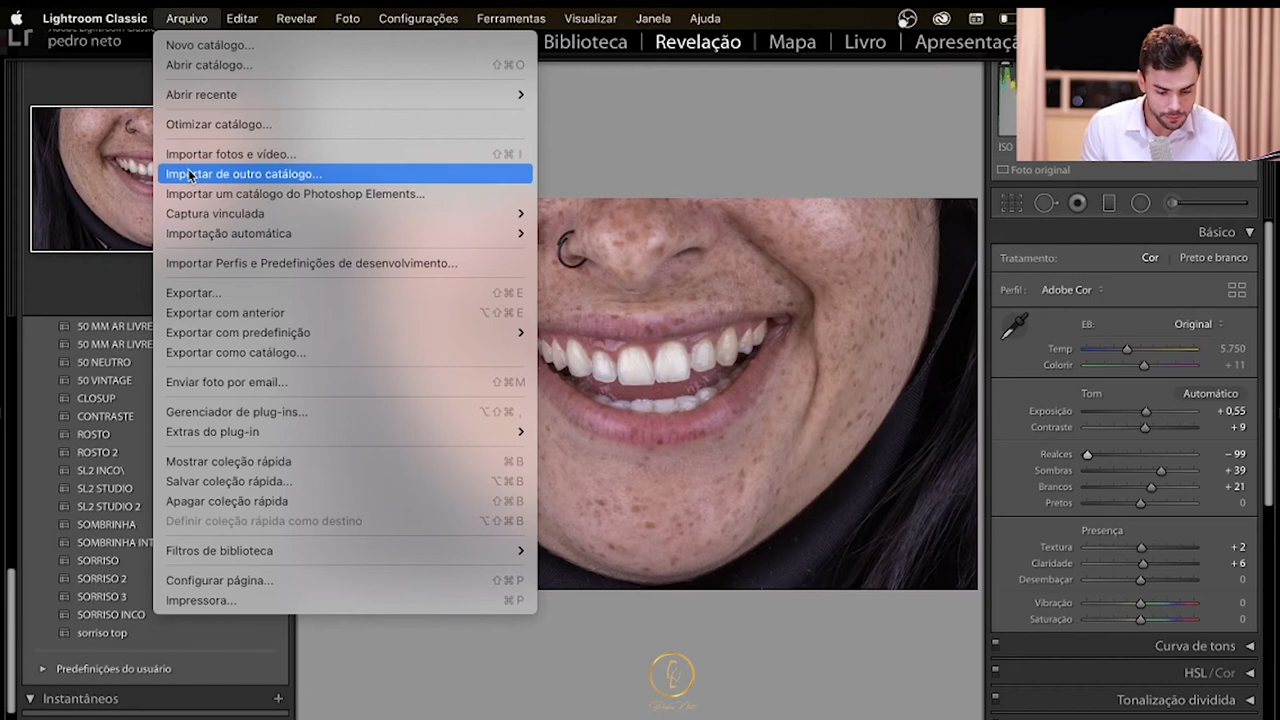 Lightroom Classic Arquivo Editar Revelar Foto Configurações Ferramentas Visualizar Janela Ajuda
Adobe Lightroom Classic
pedro neto
Biblioteca | Revelação | Mapa | Livro | Apresentaç
Novo catálogo...
Abrir catálogo... ⇧⌘O
Abrir recente
Otimizar catálogo...
Importar fotos e vídeo... ⇧⌘I
Importar de outro catálogo...
Importar um catálogo do Photoshop Elements...
Captura vinculada
Importação automática
Importar Perfis e Predefinições de desenvolvimento...
Exportar... ⇧⌘E
Exportar com anterior ⌥⇧⌘E
Exportar com predefinição
Exportar como catálogo...
Enviar foto por email... ⇧⌘M
Gerenciador de plug-ins... ⌥⇧⌘,
Extras do plug-in
Mostrar coleção rápida ⌘B
Salvar coleção rápida... ⌥⌘B
Apagar coleção rápida ⇧⌘B
Definir coleção rápida como destino ⌥⇧⌘B
Filtros de biblioteca
Configurar página... ⇧⌘P
Impressora... ⌘P
50 MM AR LIVRE
50 MM AR LIVRE
50 NEUTRO
50 VINTAGE
CLOSUP
CONTRASTE
ROSTO
ROSTO 2
SL2 INCO\
SL2 STUDIO
SL2 STUDIO 2
SOMBRINHA
SOMBRINHA INT
SORRISO
SORRISO 2
SORRISO 3
SORRISO INCO
sorriso top
Predefinições do usuário
Instantâneos +
ISO
Foto original
Básico
Tratamento: Cor | Preto e branco
Perfil: Adobe Cor
EB: Original
Temp 5.750
Colorir + 11
Tom Automático
Exposição + 0,55
Contraste + 9
Realces − 99
Sombras + 39
Brancos + 21
Pretos 0
Presença
Textura + 2
Claridade + 6
Desembaçar 0
Vibração 0
Saturação 0
Curva de tons
HSL / Cor
Tonalização dividida
Pedro Neto